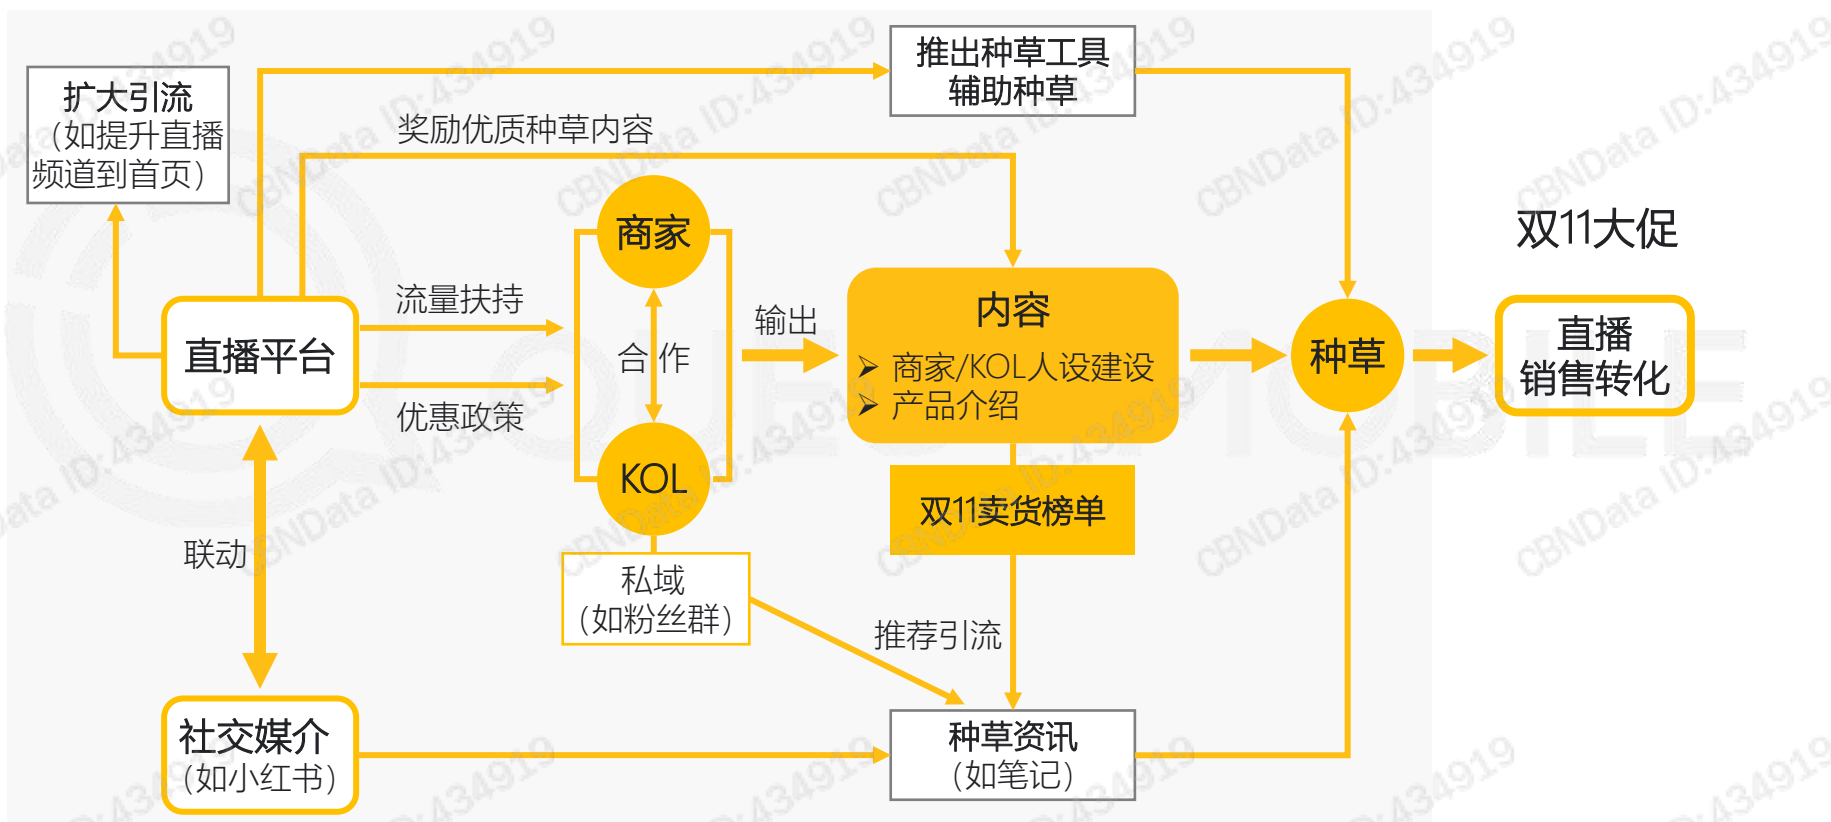 推出种草工具
辅助种草
扩大引流
（如提升直播
频道到首页）
奖励优质种草内容
商家
双11大促
流量扶持
输出
内容
直播平台
合作
➢ 商家/KOL人设建设
➢ 产品介绍
种草
直播
销售转化
优惠政策
KOL
双11卖货榜单
联动
私域
（如粉丝群）
推荐引流
社交媒介
（如小红书）
种草资讯
（如笔记）
QUESTMOBILE
CBNData ID:434919